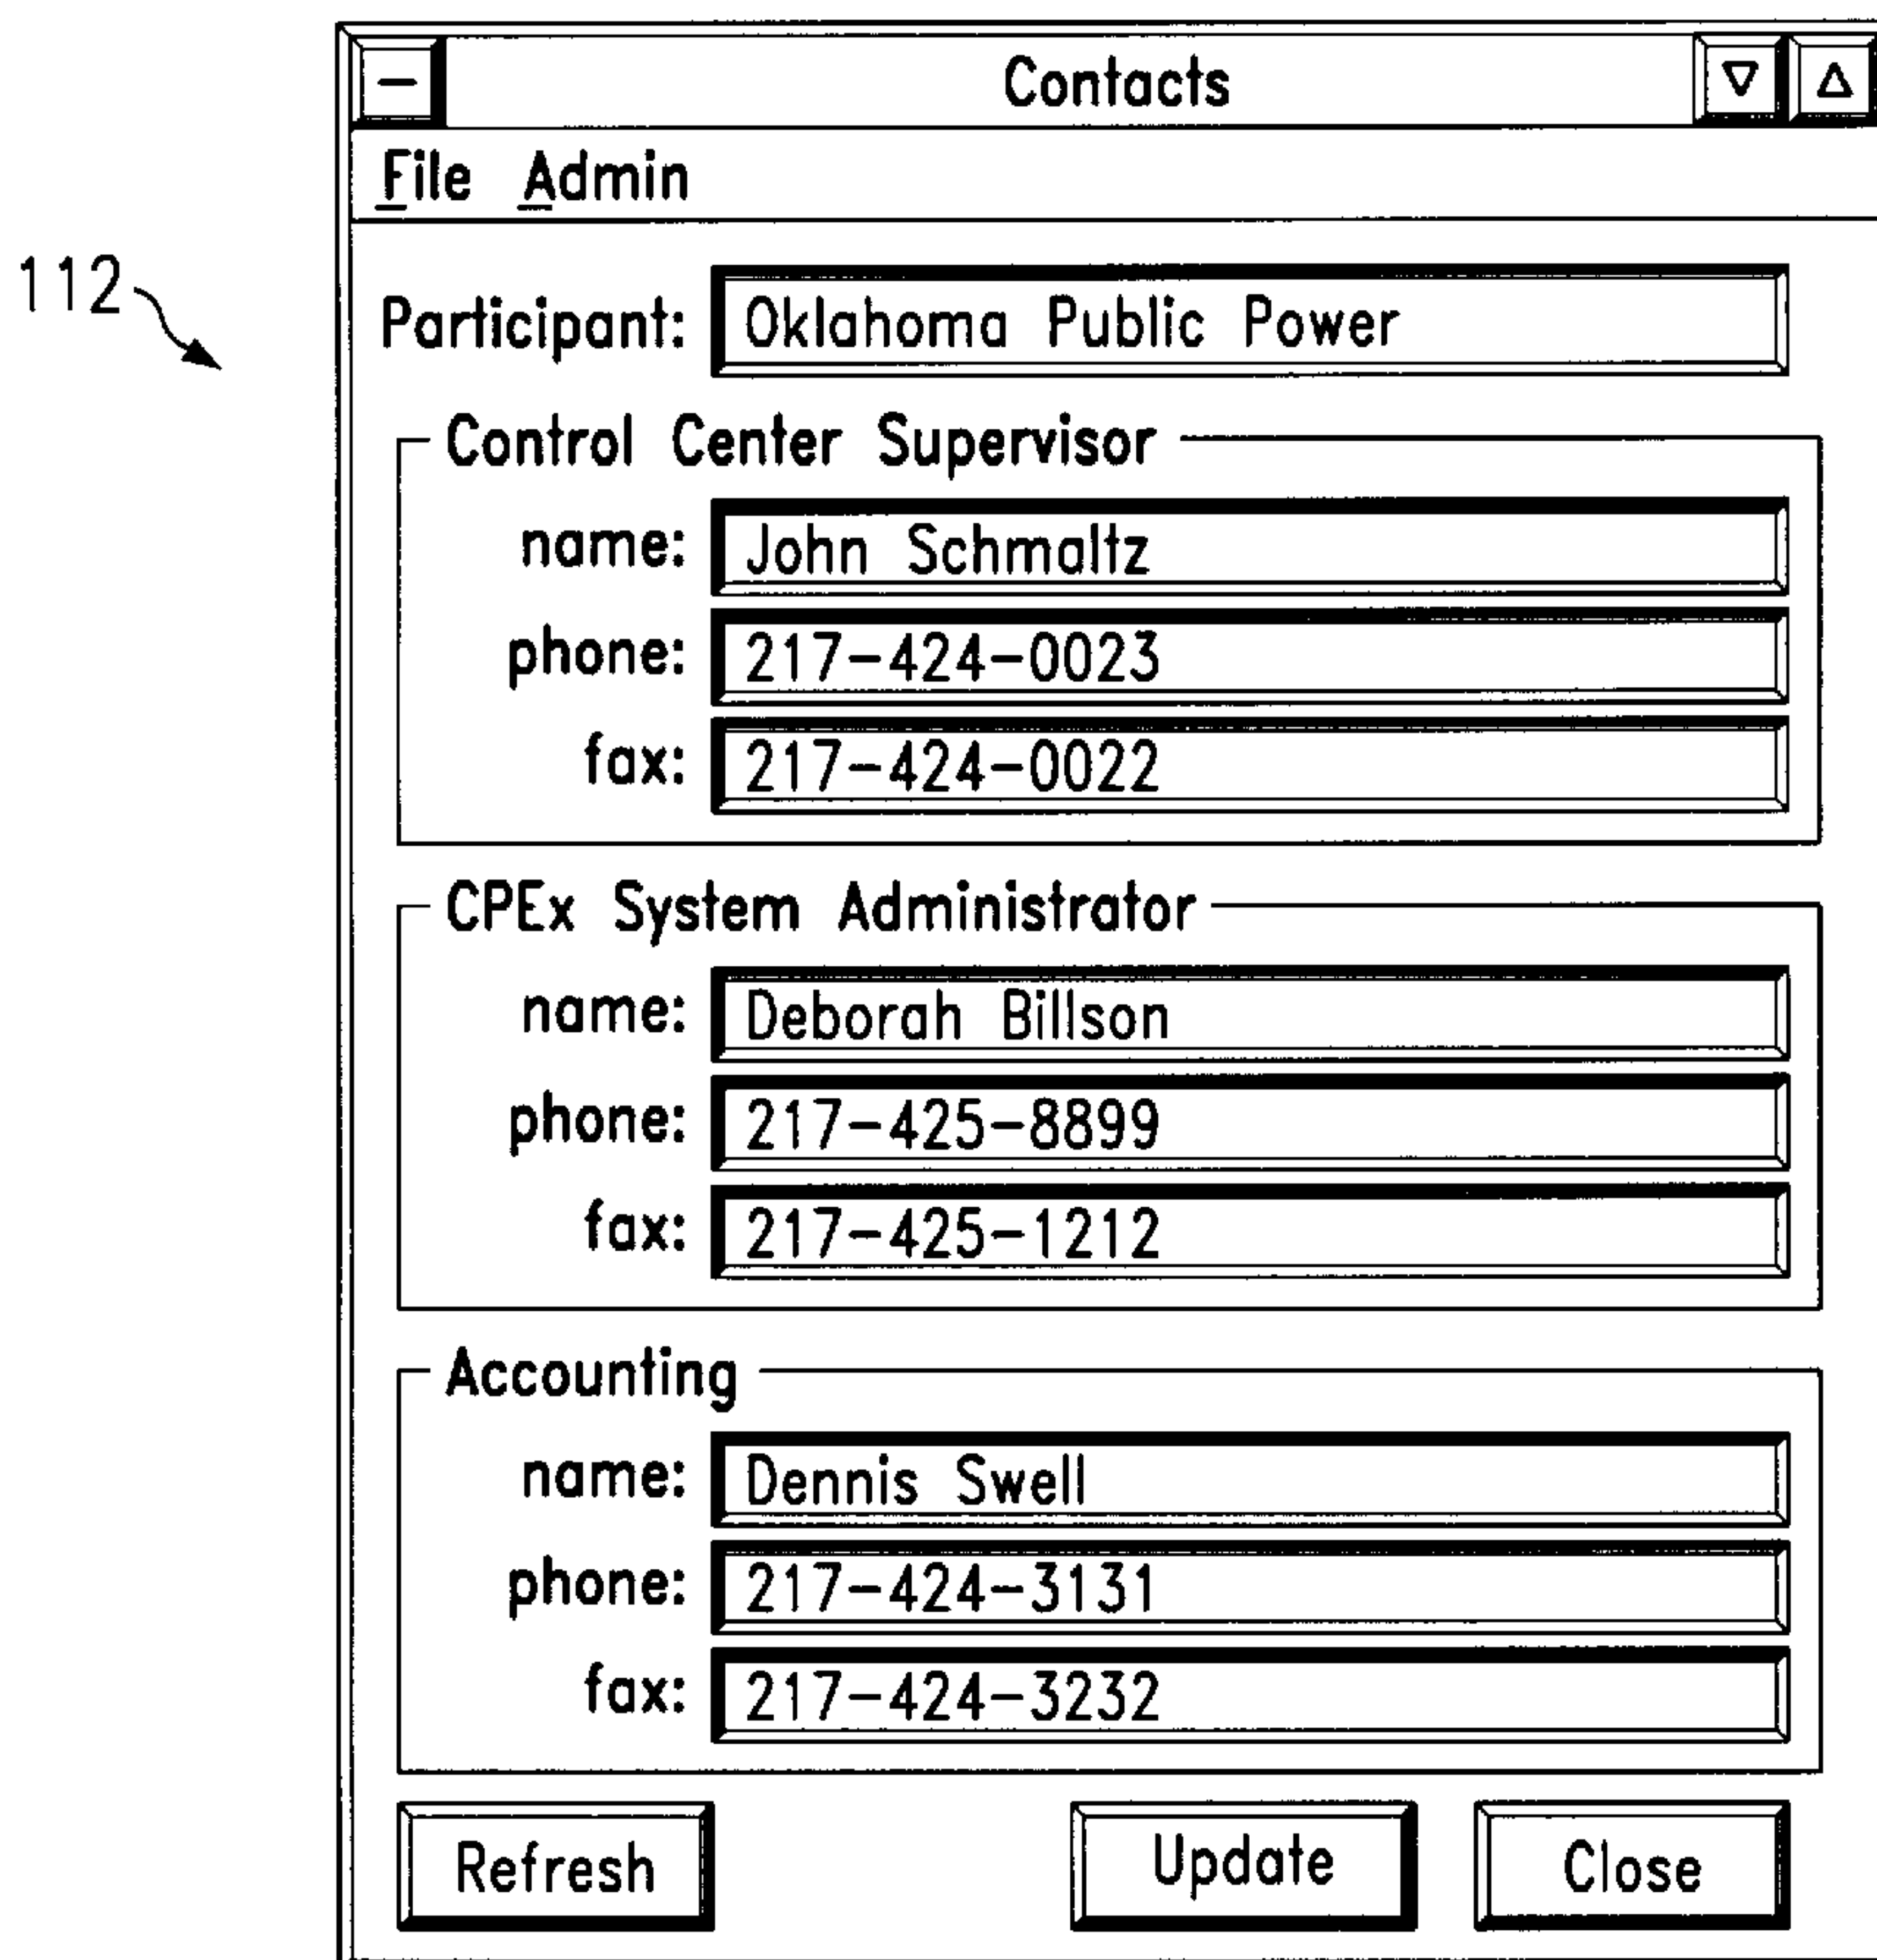 Contacts
File Admin
112
Participant: Oklahoma Public Power
Control Center Supervisor
name: John Schmaltz
phone: 217-424-0023
fax: 217-424-0022
CPEx System Administrator
name: Deborah Billson
phone: 217-425-8899
fax: 217-425-1212
Accounting
name: Dennis Swell
phone: 217-424-3131
fax: 217-424-3232
Refresh Update Close